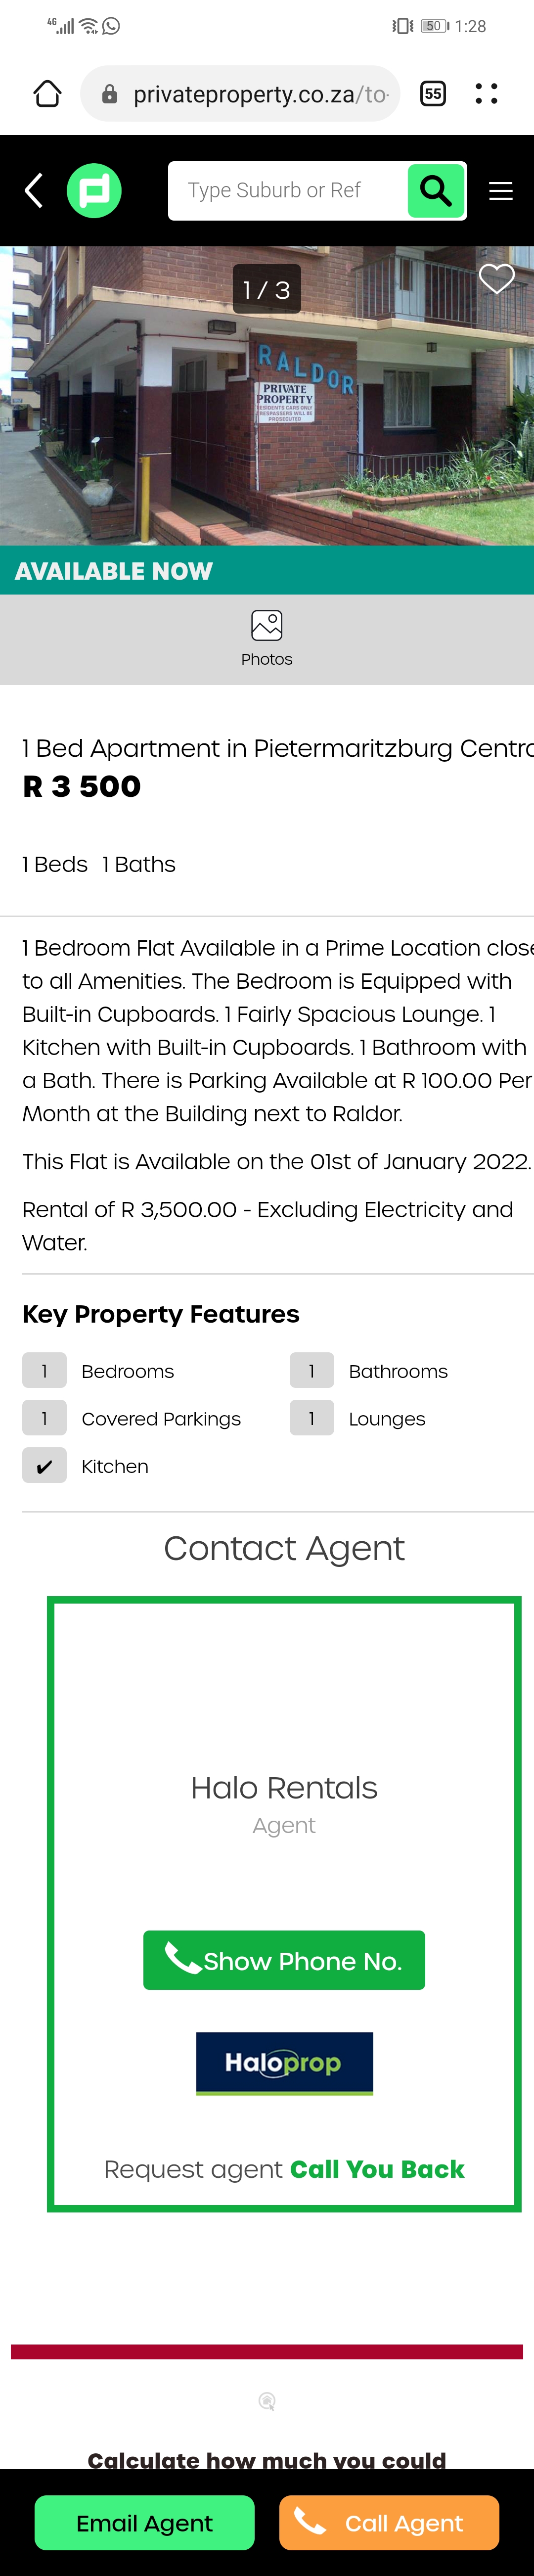 4G 50 1:28
privateproperty.co.za/to- 55
Type Suburb or Ref
1 / 3
RALDOR
PRIVATE
PROPERTY
RESIDENTS CARS ONLY
TRESPASSERS WILL BE
PROSECUTED
AVAILABLE NOW
Photos
1 Bed Apartment in Pietermaritzburg Centra
R 3 500
1 Beds 1 Baths
1 Bedroom Flat Available in a Prime Location close
to all Amenities. The Bedroom is Equipped with
Built-in Cupboards. 1 Fairly Spacious Lounge. 1
Kitchen with Built-in Cupboards. 1 Bathroom with
a Bath. There is Parking Available at R 100.00 Per
Month at the Building next to Raldor.
This Flat is Available on the 01st of January 2022.
Rental of R 3,500.00 - Excluding Electricity and
Water.
Key Property Features
1 Bedrooms 1 Bathrooms
1 Covered Parkings 1 Lounges
✔ Kitchen
Contact Agent
Halo Rentals
Agent
Show Phone No.
Haloprop
Request agent Call You Back
Calculate how much you could
Email Agent Call Agent